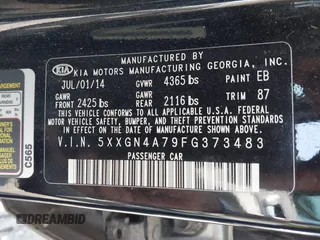 MANUFACTURED BY
KIA KIA MOTORS MANUFACTURING GEORGIA, INC.
JUL/01/14 GVWR 4365 lbs PAINT EB
GAWR FRONT 2425 lbs GAWR REAR 2116 lbs TRIM 87
THIS VEHICLE CONFORMS TO ALL APPLICABLE U.S.A. FEDERAL
MOTOR VEHICLE SAFETY, BUMPER, AND THEFT PREVENTION
STANDARDS IN EFFECT ON THE DATE OF MANUFACTURE
SHOWN ABOVE.
V.I.N. 5XXGN4A79FG373483
PASSENGER CAR
C565
DREAMBID